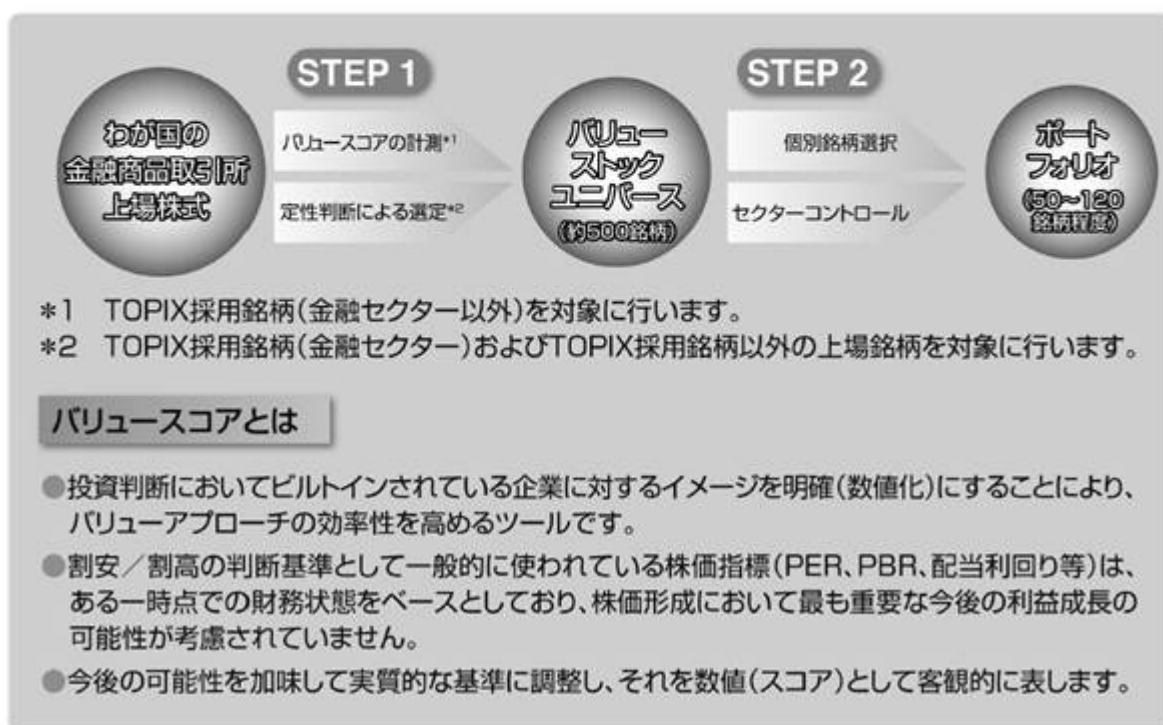 STEP 1
STEP 2
わが国の
金融商品取引所
上場株式
バリュースコアの計測*1
定性判断による選定*2
バリュー
ストック
ユニバース
(約500銘柄)
個別銘柄選択
セクターコントロール
ポート
フォリオ
(50～120
銘柄程度)
*1 TOPIX採用銘柄(金融セクター以外)を対象に行います。
*2 TOPIX採用銘柄(金融セクター)およびTOPIX採用銘柄以外の上場銘柄を対象に行います。
バリュースコアとは
●投資判断においてビルトインされている企業に対するイメージを明確(数値化)にすることにより、
バリューアプローチの効率性を高めるツールです。
●割安／割高の判断基準として一般的に使われている株価指標(PER、PBR、配当利回り等)は、
ある一時点での財務状態をベースとしており、株価形成において最も重要な今後の利益成長の
可能性が考慮されていません。
●今後の可能性を加味して実質的な基準に調整し、それを数値(スコア)として客観的に表します。